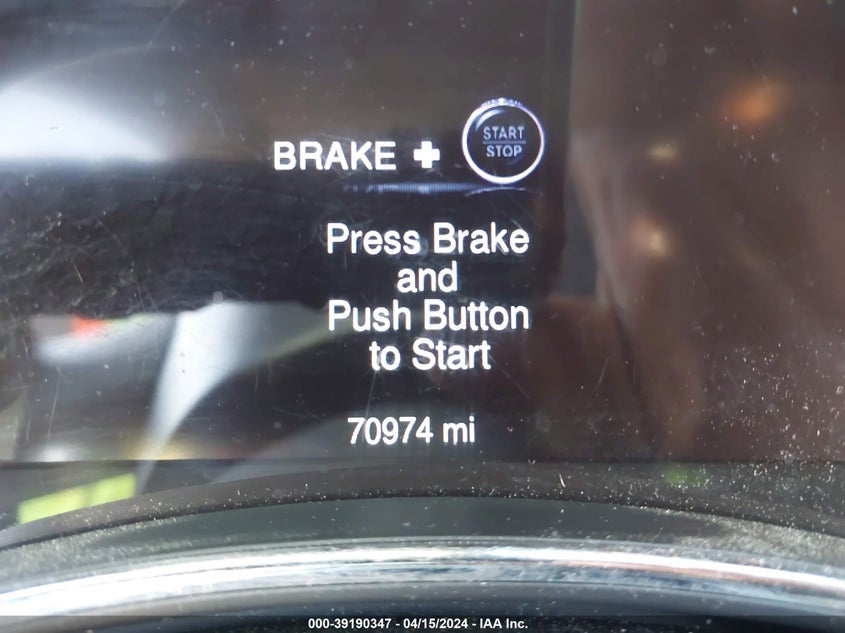 BRAKE + START STOP
Press Brake
and
Push Button
to Start
70974 mi
000-39190347 - 04/15/2024 - IAA Inc.